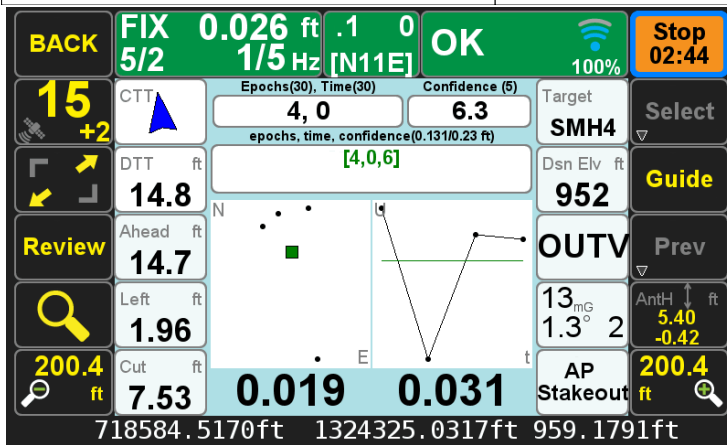 BACK
FIX 0.026 ft
5/2 1/5 Hz
.1 0
[N11E]
OK
100%
Stop
02:44
15
+2
CTT
Epochs(30), Time(30)
4, 0
Confidence (5)
6.3
epochs, time, confidence(0.131/0.23 ft)
[4,0,6]
Target
SMH4
Select
DTT ft
14.8
Dsn Elv ft
952
Guide
Review
Ahead ft
14.7
N
E
U
t
OUTV
Prev
Left ft
1.96
13mG
1.3° 2
AntH ft
5.40
-0.42
200.4
ft
Cut ft
7.53
0.019 0.031
AP
Stakeout
200.4
ft
718584.5170ft 1324325.0317ft 959.1791ft